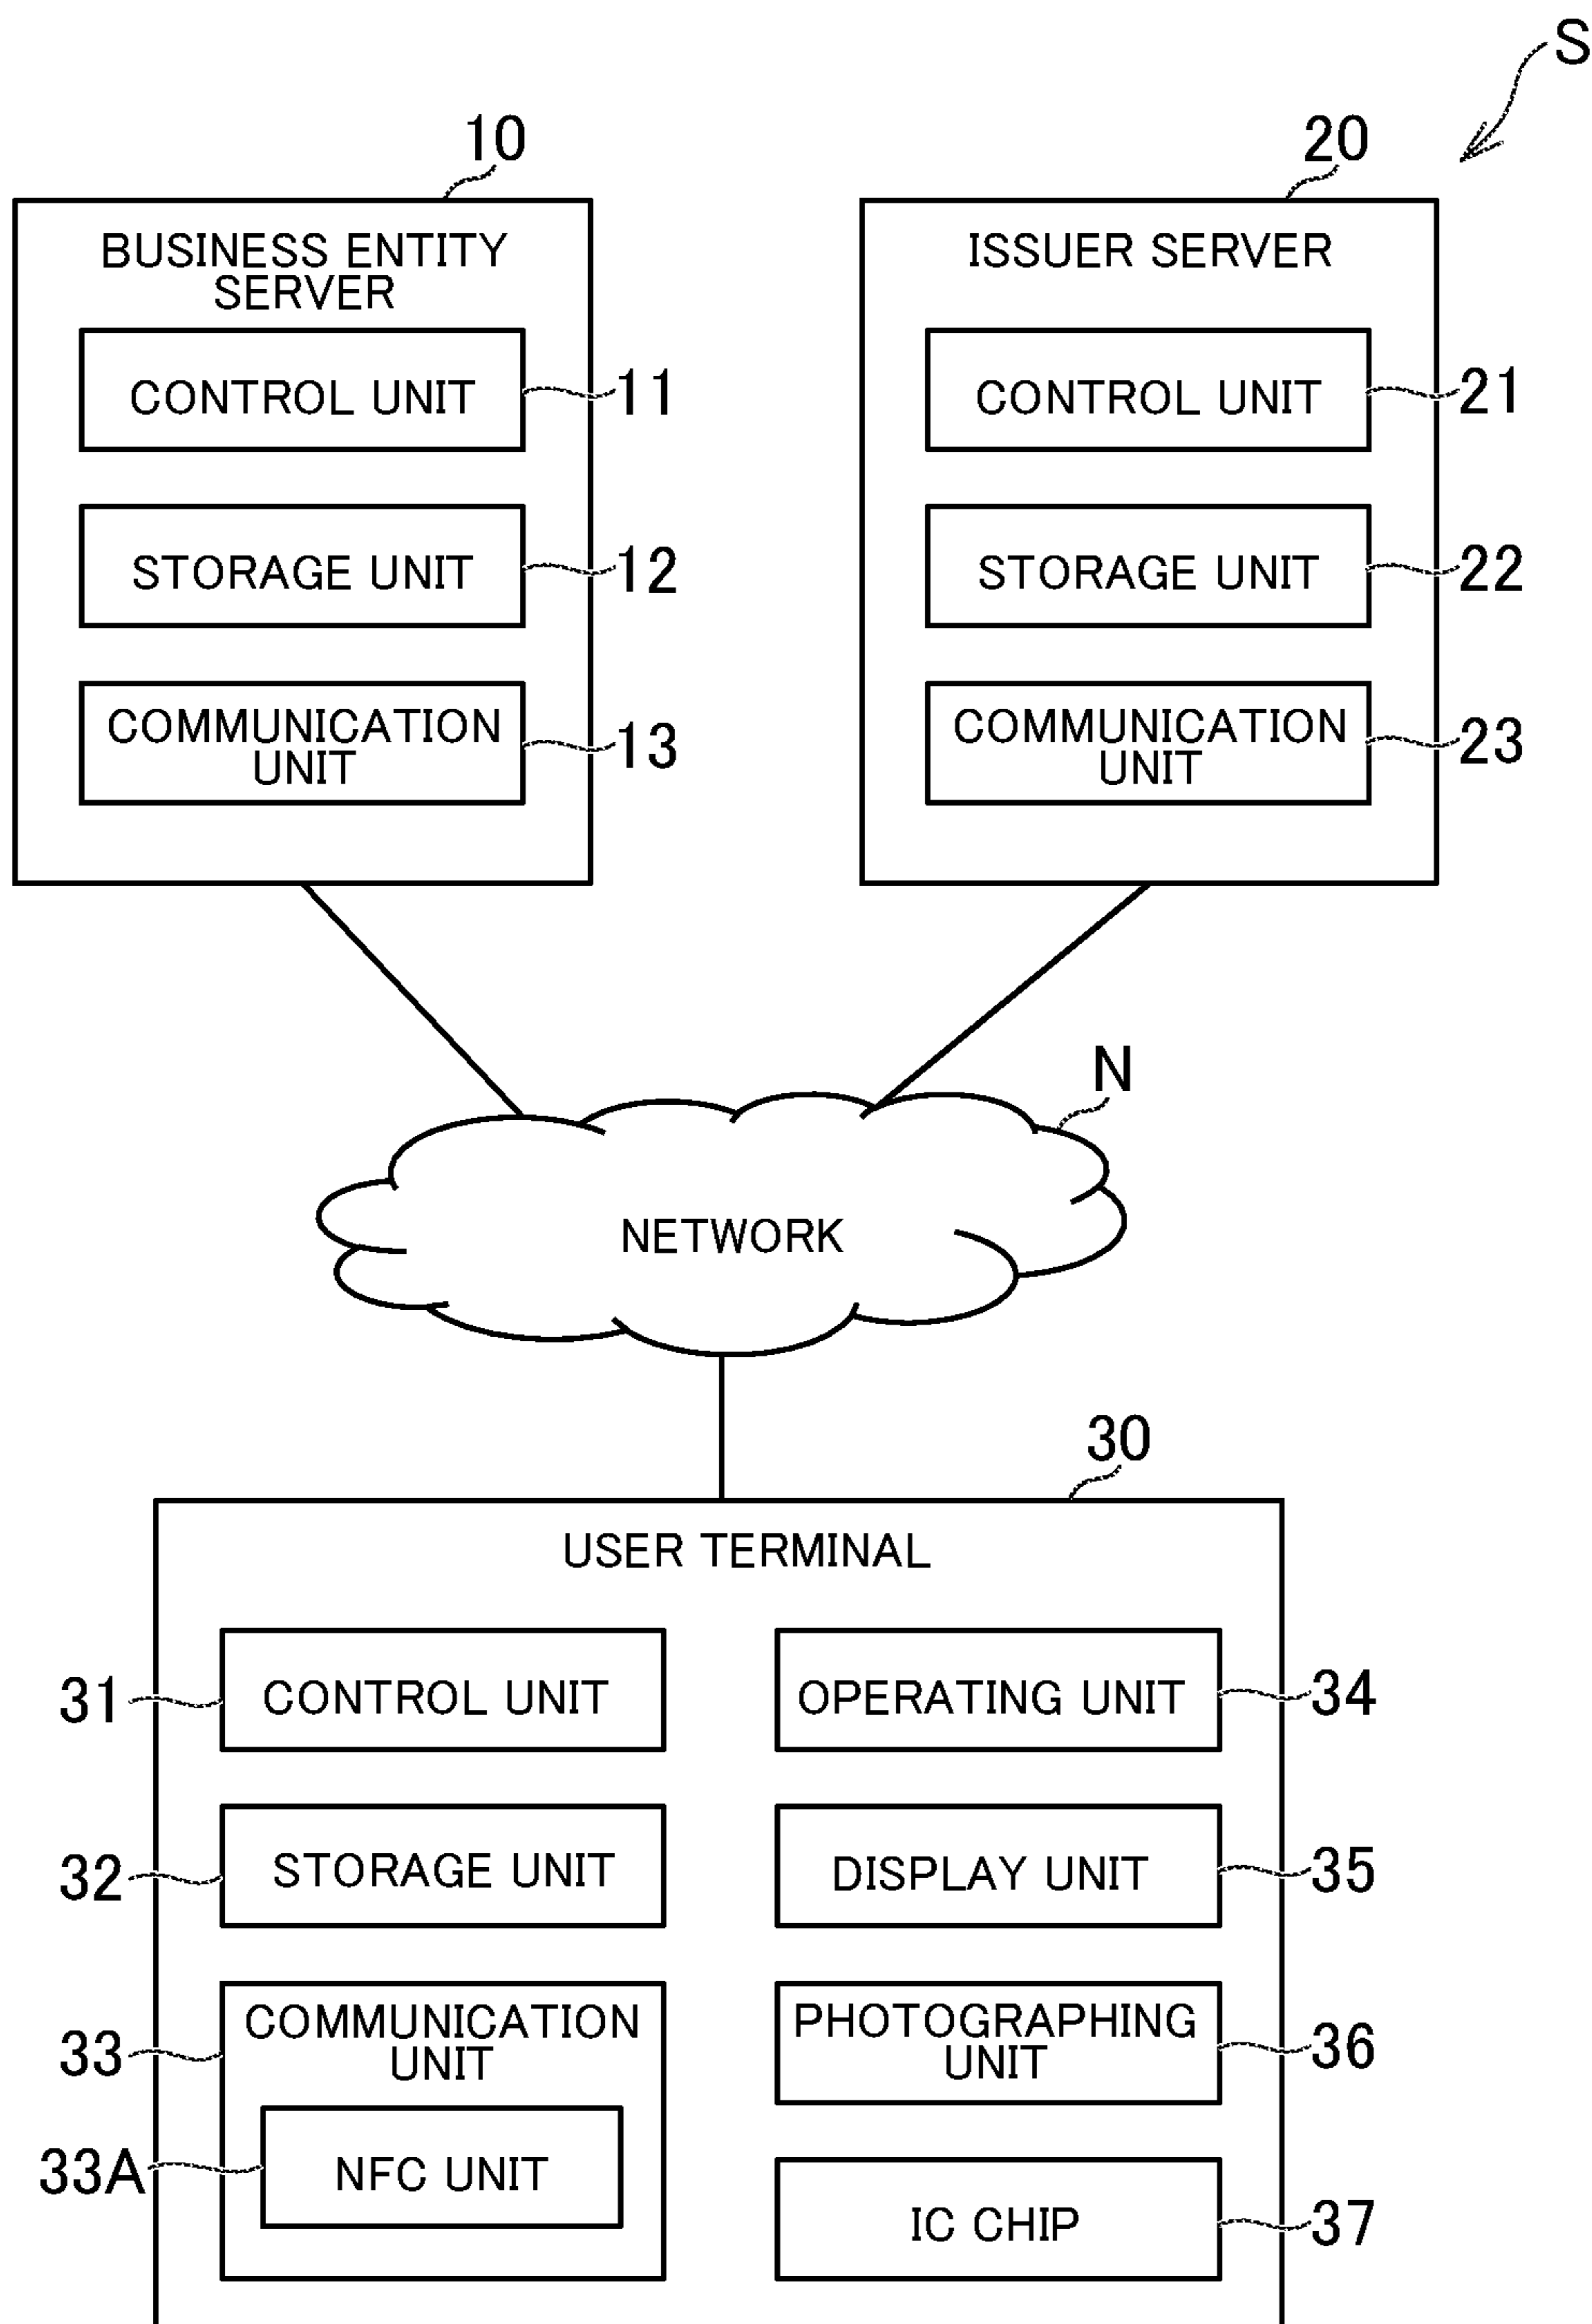 S
10
20
BUSINESS ENTITY
SERVER
CONTROL UNIT
11
STORAGE UNIT
12
COMMUNICATION
UNIT
13
ISSUER SERVER
CONTROL UNIT
21
STORAGE UNIT
22
COMMUNICATION
UNIT
23
N
NETWORK
30
USER TERMINAL
31
CONTROL UNIT
32
STORAGE UNIT
33
COMMUNICATION
UNIT
33A
NFC UNIT
OPERATING UNIT
34
DISPLAY UNIT
35
PHOTOGRAPHING
UNIT
36
IC CHIP
37